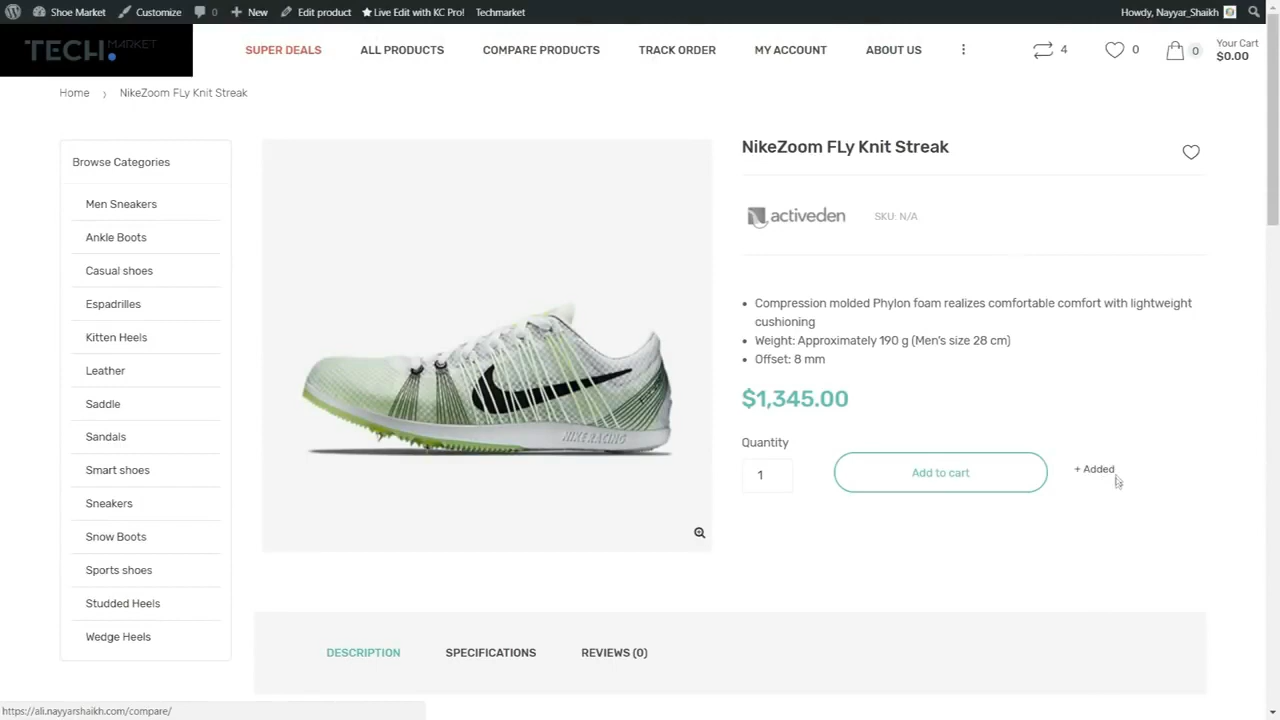 Shoe Market Customize 0 New Edit product Live Edit with KC Pro! Techmarket Howdy, Nayyar_Shaikh
TECH MARKET
SUPER DEALS ALL PRODUCTS COMPARE PRODUCTS TRACK ORDER MY ACCOUNT ABOUT US 4 0 0 Your Cart
$0.00
Home › NikeZoom FLy Knit Streak
Browse Categories
Men Sneakers
Ankle Boots
Casual shoes
Espadrilles
Kitten Heels
Leather
Saddle
Sandals
Smart shoes
Sneakers
Snow Boots
Sports shoes
Studded Heels
Wedge Heels
NIKE RACING
NikeZoom FLy Knit Streak
activeden SKU: N/A
• Compression molded Phylon foam realizes comfortable comfort with lightweight
cushioning
• Weight: Approximately 190 g (Men's size 28 cm)
• Offset: 8 mm
$1,345.00
Quantity
1 Add to cart + Added
DESCRIPTION SPECIFICATIONS REVIEWS (0)
https://ali.nayyarshaikh.com/compare/